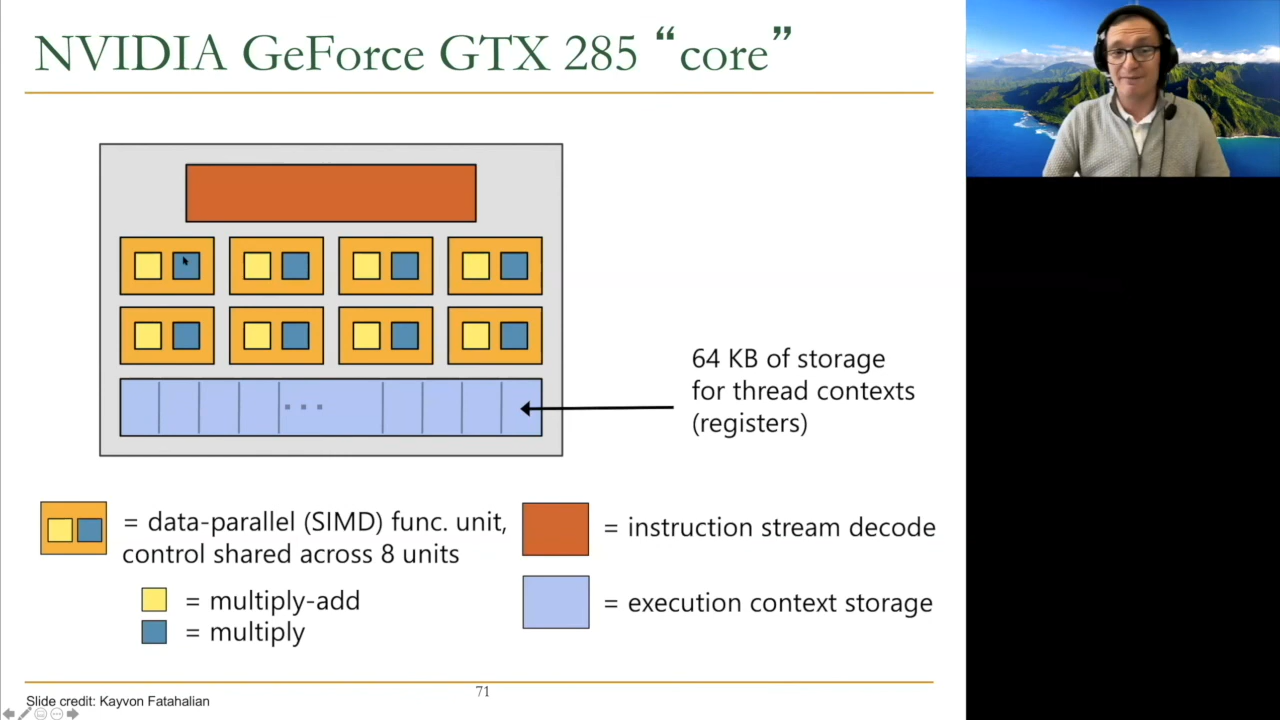 NVIDIA GeForce GTX 285 “core”
64 KB of storage
for thread contexts
(registers)
= data-parallel (SIMD) func. unit,
control shared across 8 units
= multiply-add
= multiply
= instruction stream decode
= execution context storage
Slide credit: Kayvon Fatahalian
71